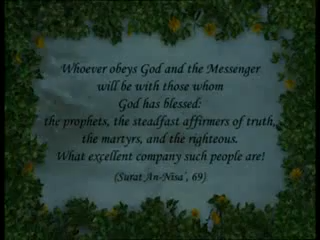 Whoever obeys God and the Messenger
will be with those whom
God has blessed:
the prophets, the steadfast affirmers of truth,
the martyrs, and the righteous.
What excellent company such people are!
(Surat An-Nisa', 69)